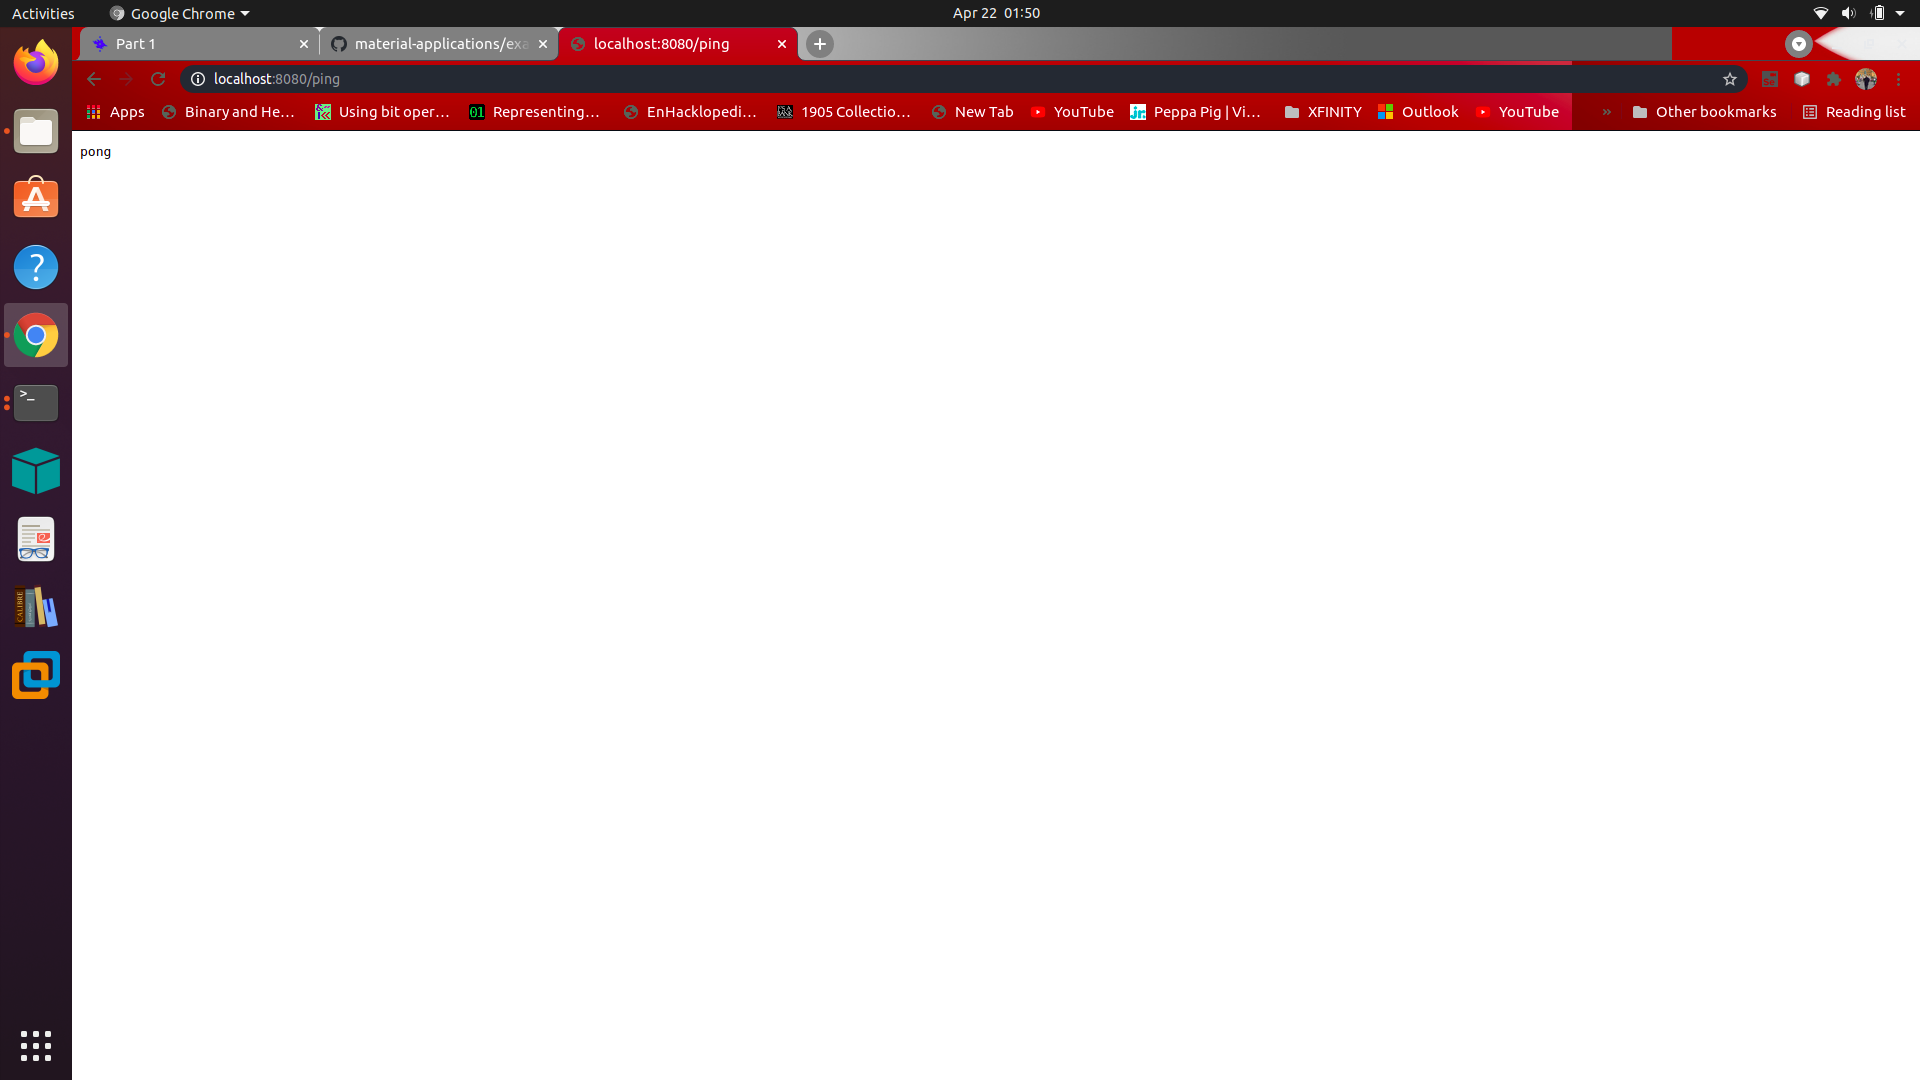 Activities Google Chrome Apr 22 01:50
Part 1 material-applications/exa localhost:8080/ping
localhost:8080/ping
Apps Binary and He... Using bit oper... Representing... EnHacklopedi... 1905 Collectio... New Tab YouTube Peppa Pig | Vi... XFINITY Outlook YouTube » Other bookmarks Reading list
pong
>_
CALIBRE